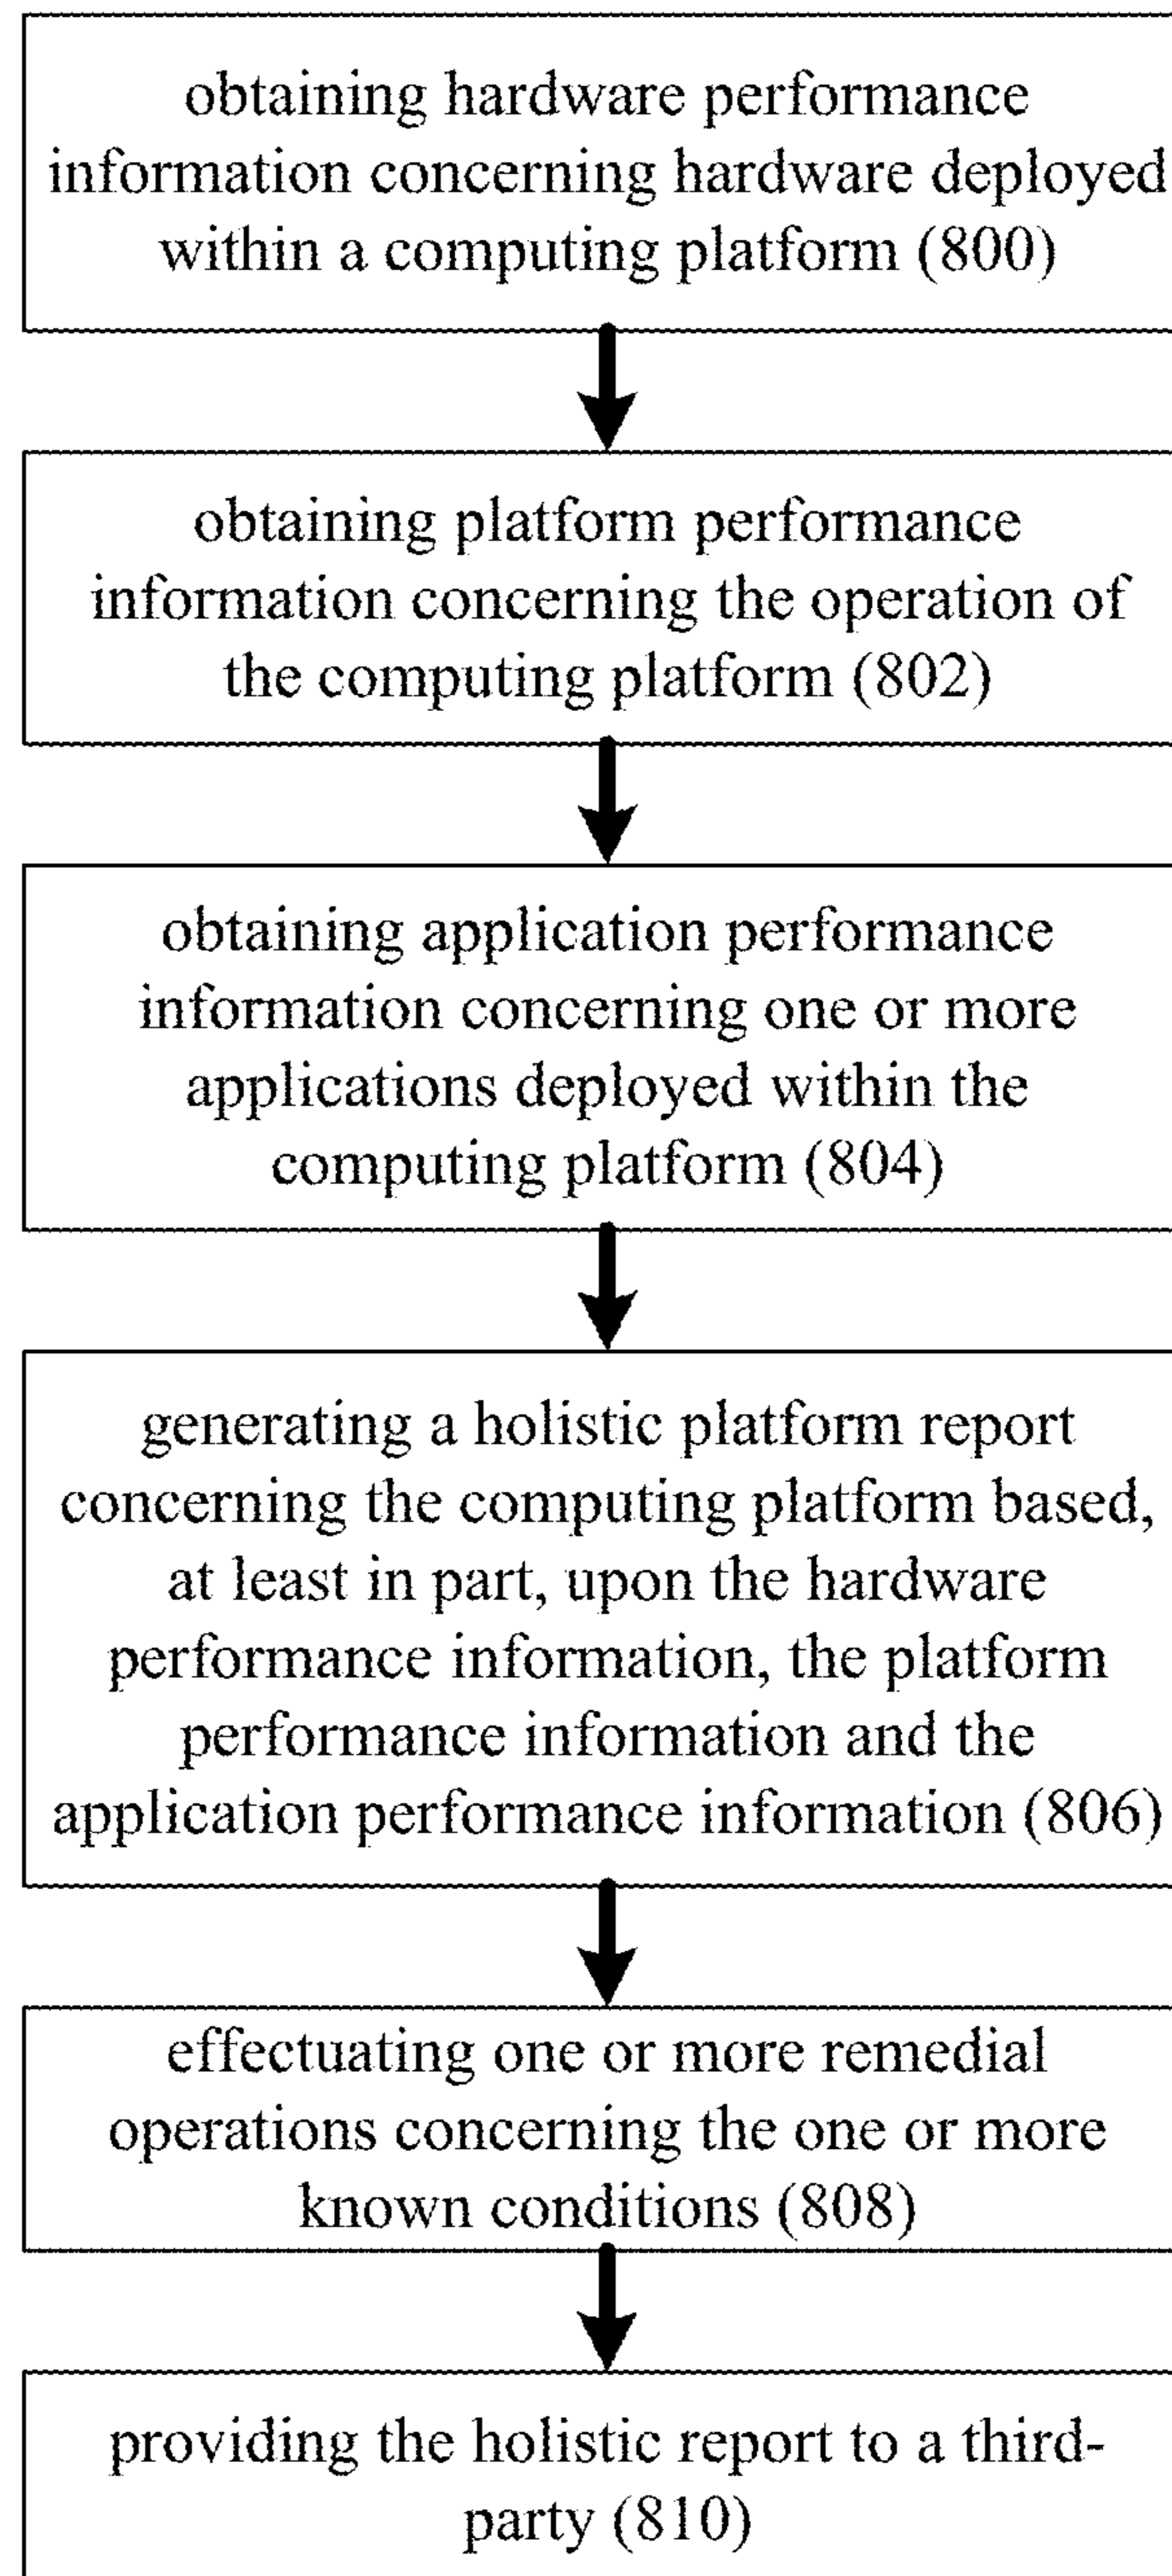 obtaining hardware performance
information concerning hardware deployed
within a computing platform (800)
obtaining platform performance
information concerning the operation of
the computing platform (802)
obtaining application performance
information concerning one or more
applications deployed within the
computing platform (804)
generating a holistic platform report
concerning the computing platform based,
at least in part, upon the hardware
performance information, the platform
performance information and the
application performance information (806)
effectuating one or more remedial
operations concerning the one or more
known conditions (808)
providing the holistic report to a third-
party (810)